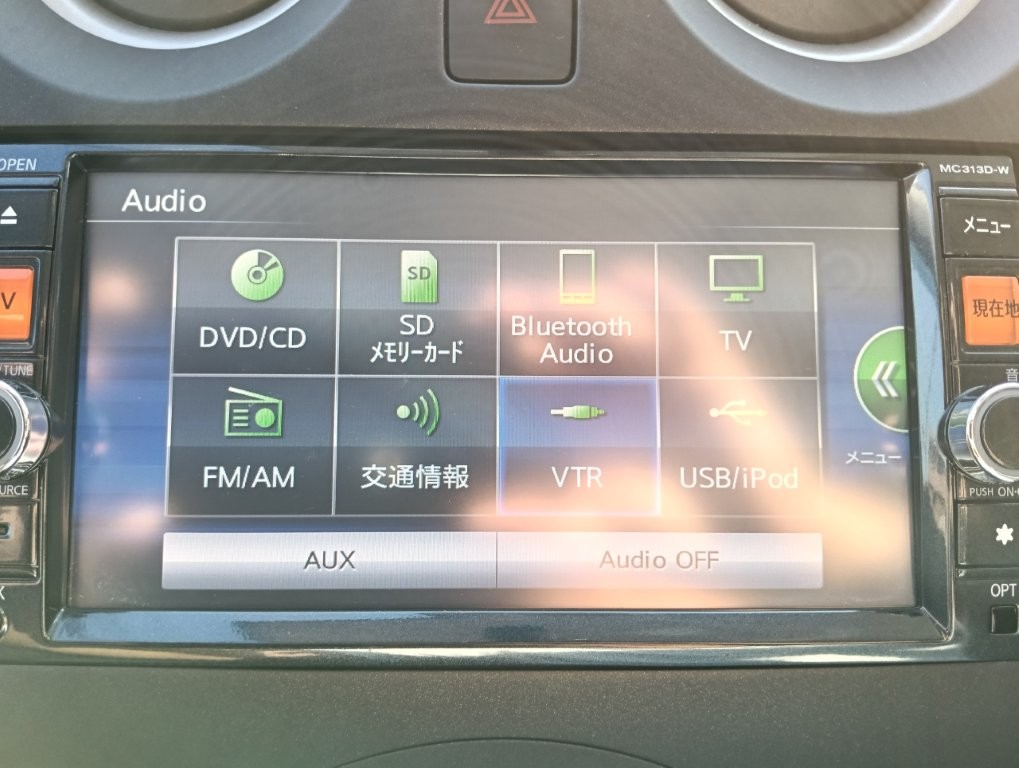 OPEN
MC313D-W
Audio
メニュー
SD
DVD/CD
SD
メモリーカード
Bluetooth
Audio
TV
現在地
FM/AM
交通情報
VTR
USB/iPod
メニュー
PUSH ON
AUX
Audio OFF
OPT